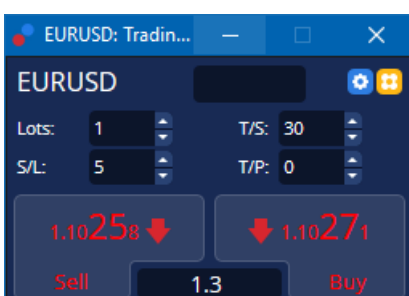 EURUSD: Tradin...
EURUSD
Lots: 1 T/S: 30
S/L: 5 T/P: 0
1.10258 1.10271
Sell 1.3 Buy